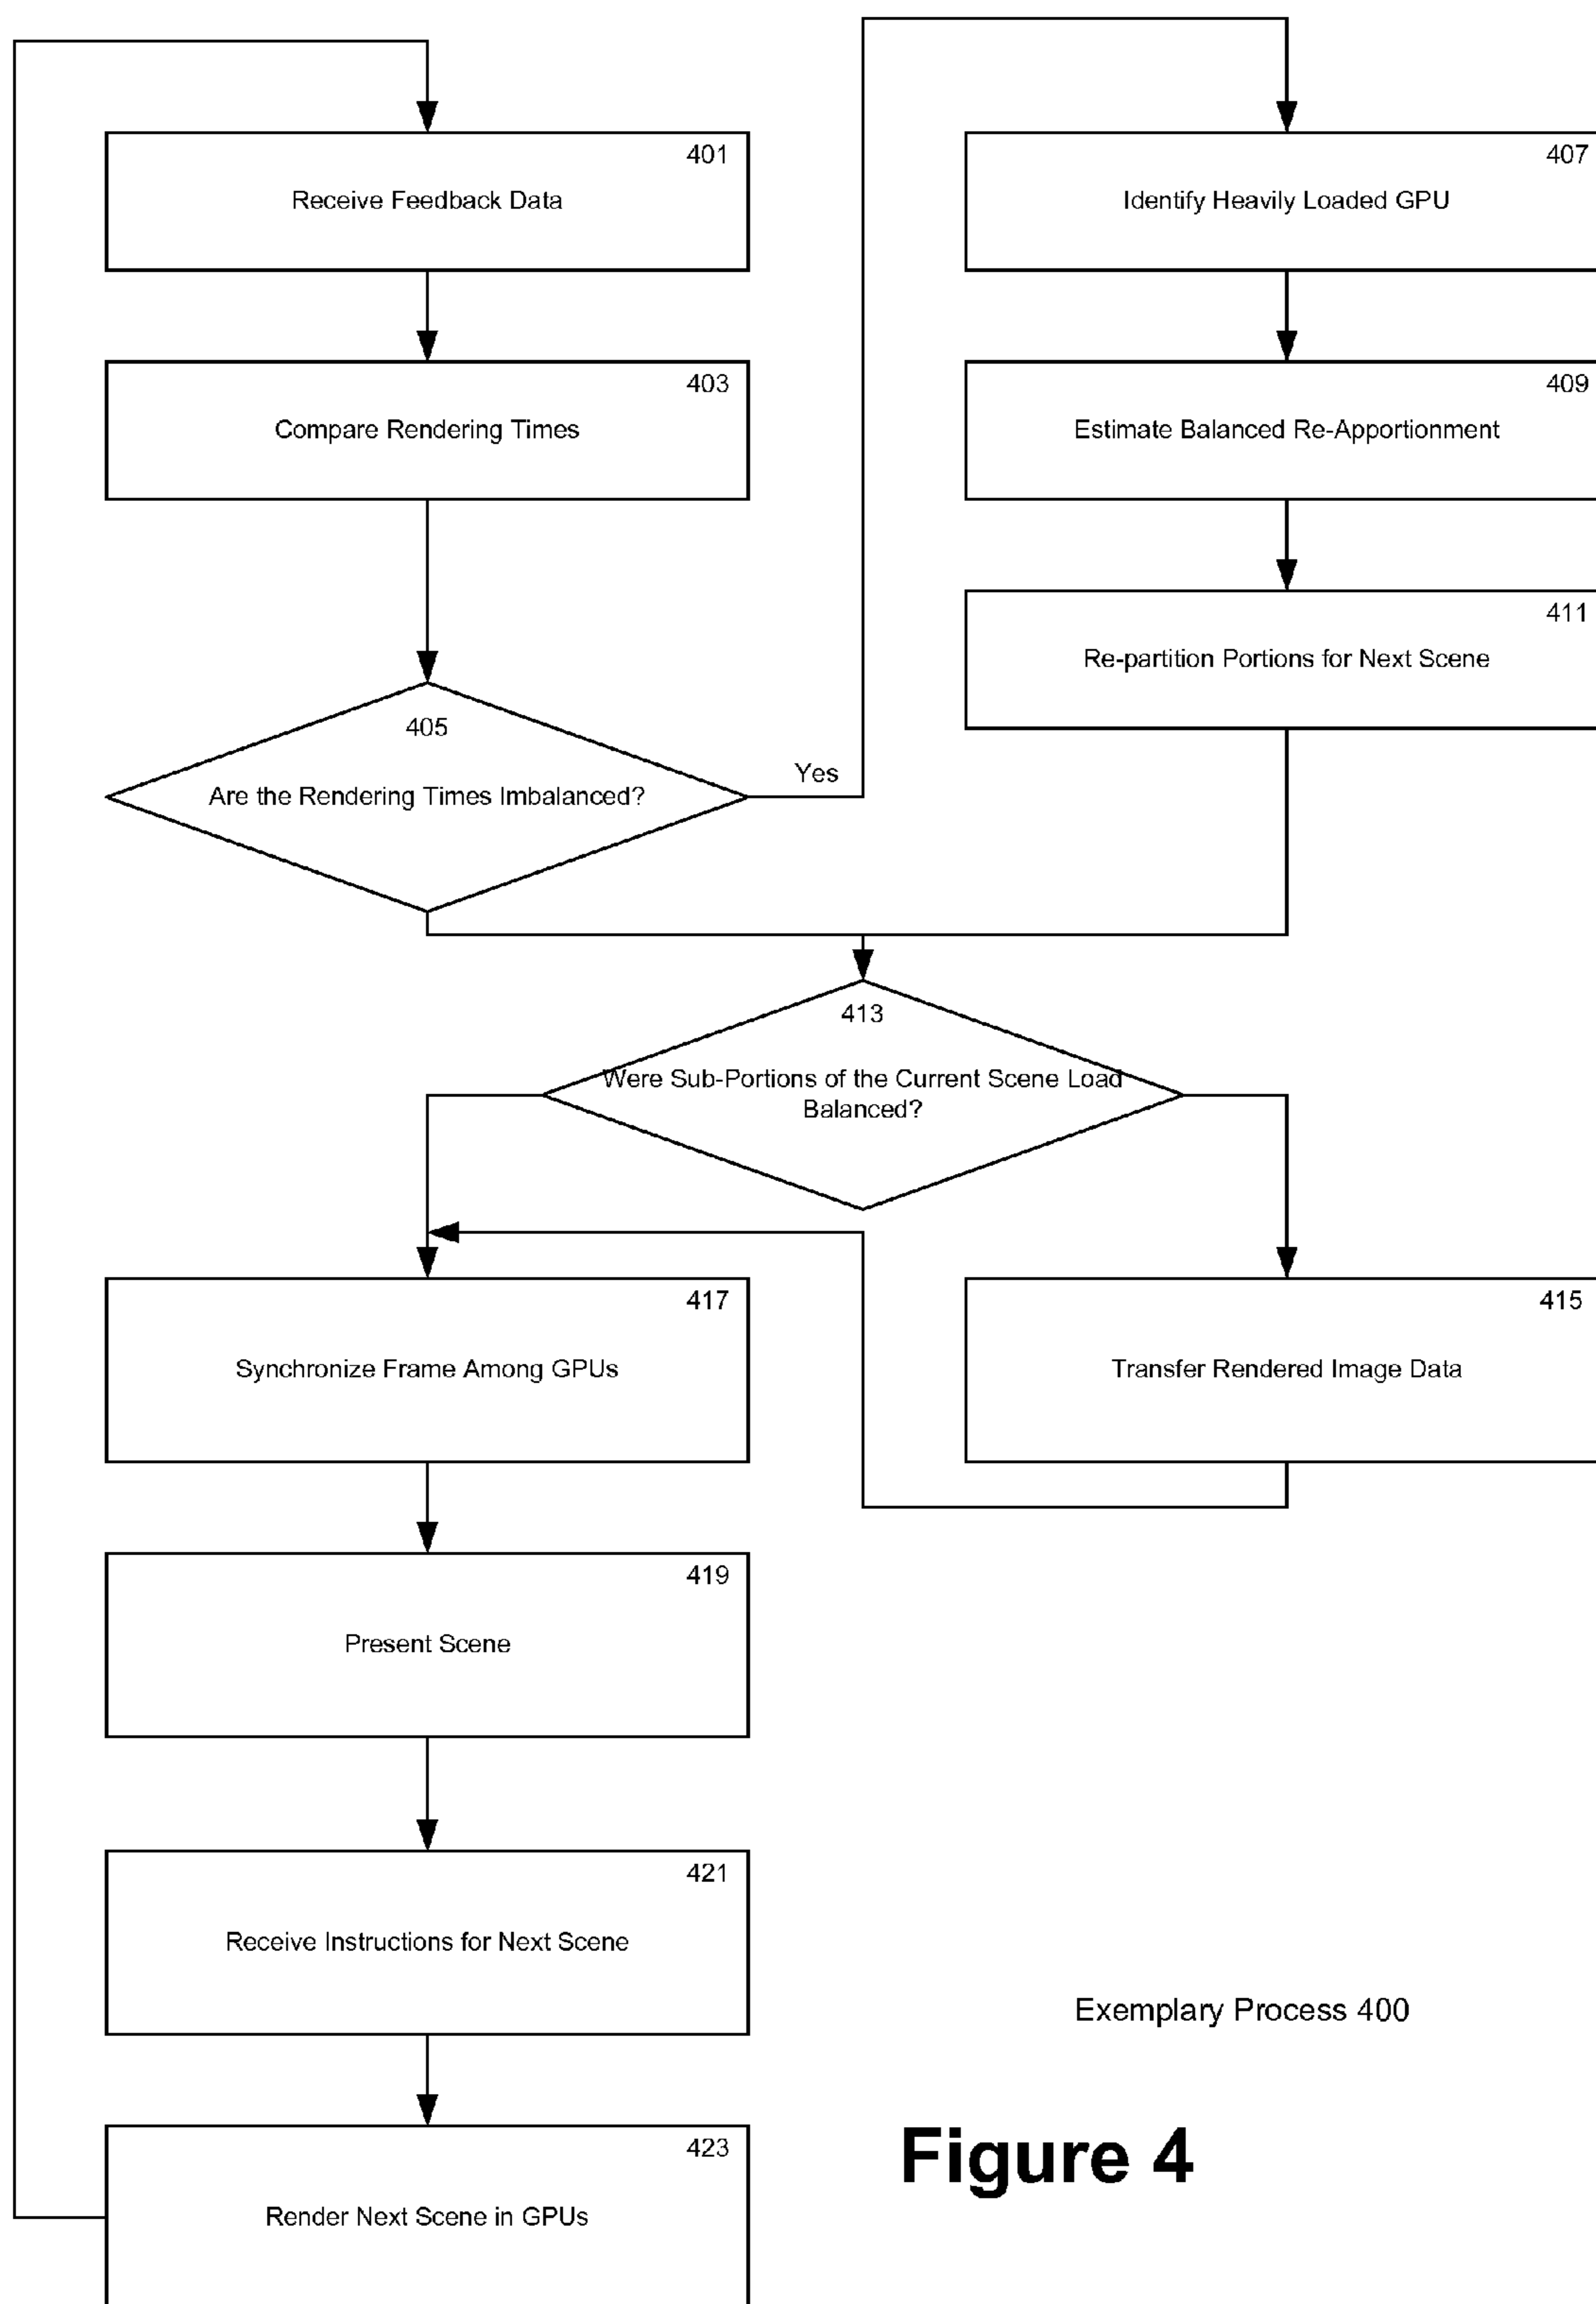 401
Receive Feedback Data
403
Compare Rendering Times
405
Are the Rendering Times Imbalanced?
Yes
407
Identify Heavily Loaded GPU
409
Estimate Balanced Re-Apportionment
411
Re-partition Portions for Next Scene
413
Were Sub-Portions of the Current Scene Load
Balanced?
415
Transfer Rendered Image Data
417
Synchronize Frame Among GPUs
419
Present Scene
421
Receive Instructions for Next Scene
423
Render Next Scene in GPUs
Exemplary Process 400
Figure 4